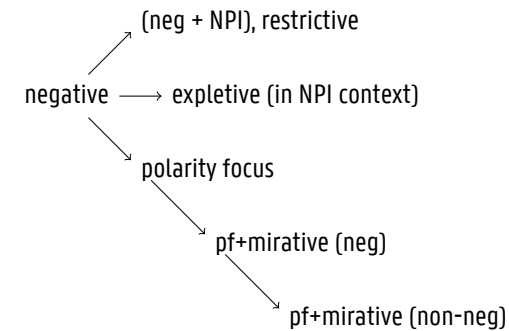 (neg + NPI), restrictive
negative
expletive (in NPI context)
polarity focus
pf+mirative (neg)
pf+mirative (non-neg)